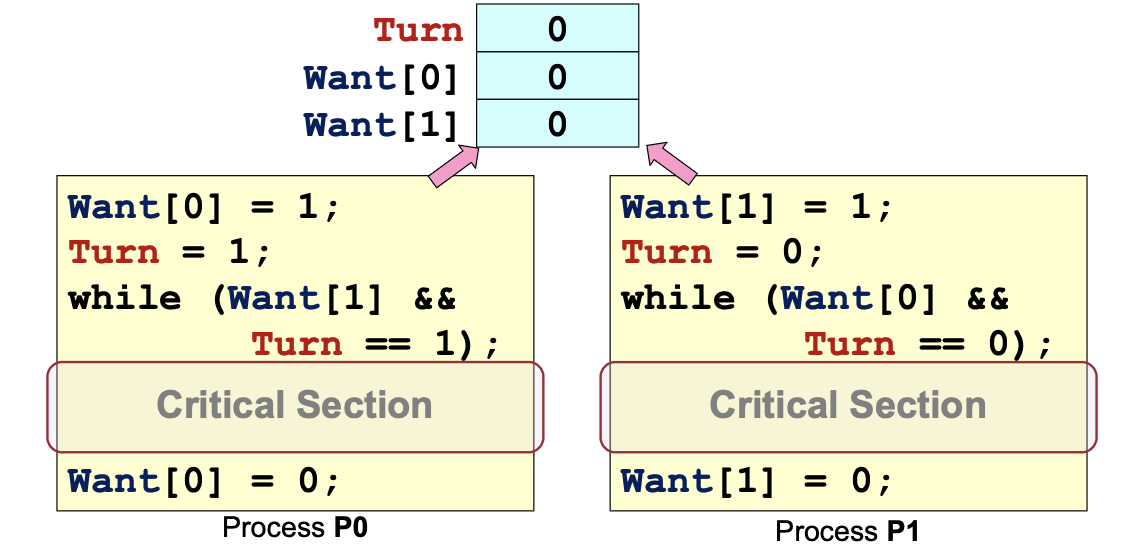 Turn 0
Want[0] 0
Want[1] 0
Want[0] = 1;
Turn = 1;
while (Want[1] &&
Turn == 1);
Critical Section
Want[0] = 0;
Process P0
Want[1] = 1;
Turn = 0;
while (Want[0] &&
Turn == 0);
Critical Section
Want[1] = 0;
Process P1